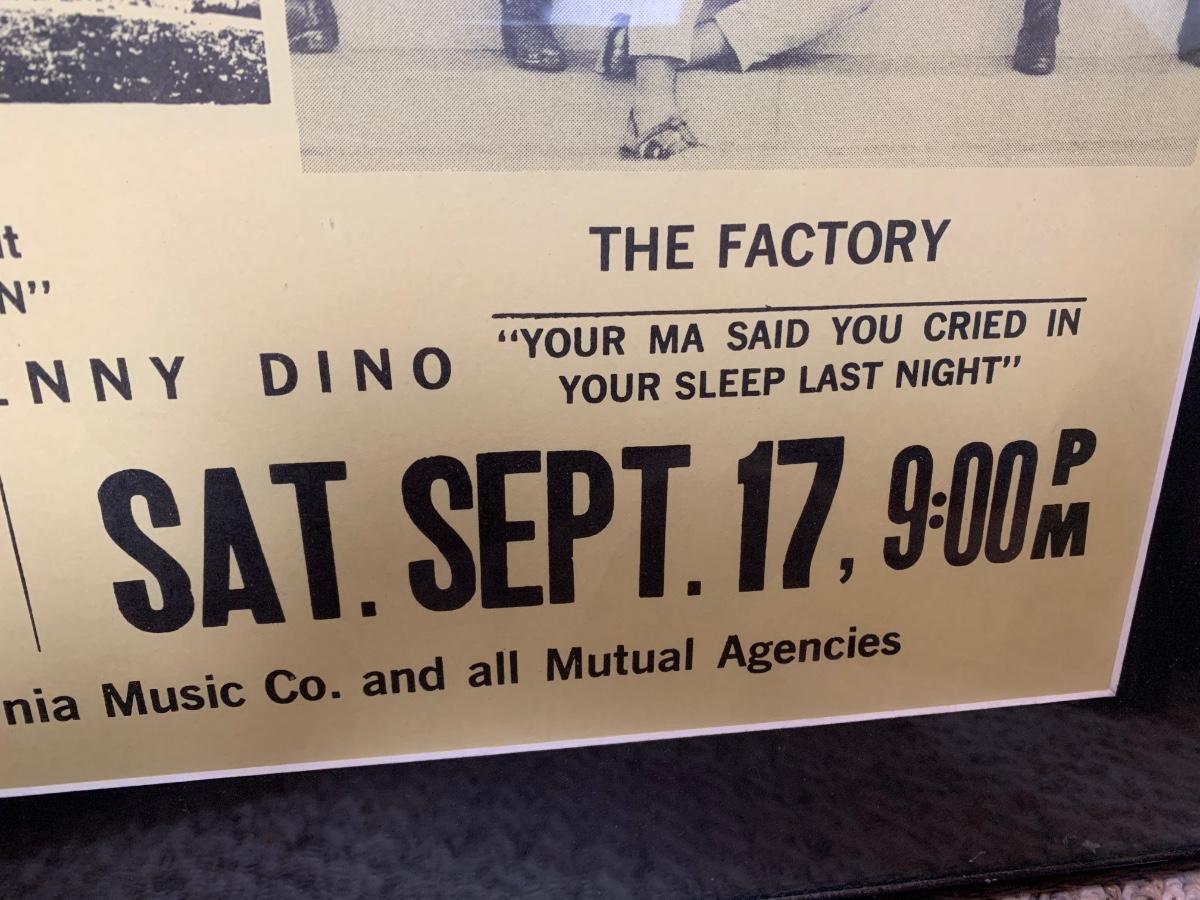 THE FACTORY
N”
“YOUR MA SAID YOU CRIED IN
YOUR SLEEP LAST NIGHT”
NNY DINO
SAT. SEPT. 17, 9:00 PM
nia Music Co. and all Mutual Agencies